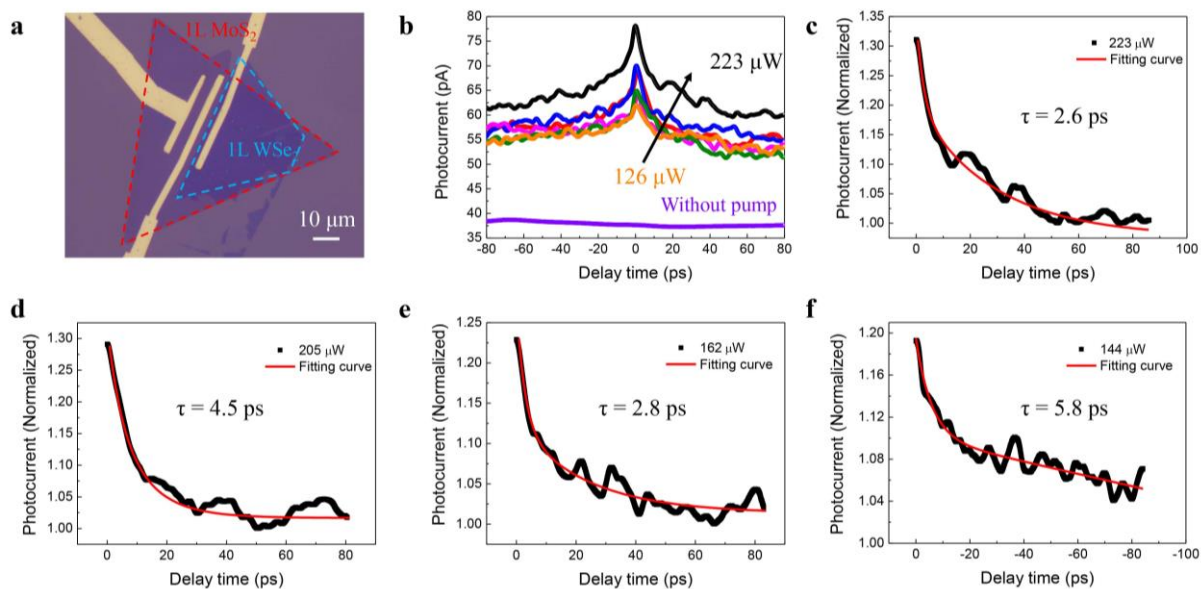 a
1L MoS2
1L WSe
10 μm
b
Photocurrent (pA)
80
75
70
65
60
55
50
45
40
35
223 μW
126 μW
Without pump
-80 -60 -40 -20 0 20 40 60 80
Delay time (ps)
c
Photocurrent (Normalized)
1.35
1.30
1.25
1.20
1.15
1.10
1.05
1.00
223 μW
Fitting curve
τ = 2.6 ps
0 20 40 60 80 100
Delay time (ps)
d
Photocurrent (Normalized)
1.30
1.25
1.20
1.15
1.10
1.05
1.00
205 μW
Fitting curve
τ = 4.5 ps
0 20 40 60 80
Delay time (ps)
e
Photocurrent (Normalized)
1.25
1.20
1.15
1.10
1.05
1.00
162 μW
Fitting curve
τ = 2.8 ps
0 20 40 60 80
Delay time (ps)
f
Photocurrent (Normalized)
1.20
1.16
1.12
1.08
1.04
1.00
144 μW
Fitting curve
τ = 5.8 ps
0 -20 -40 -60 -80 -100
Delay time (ps)